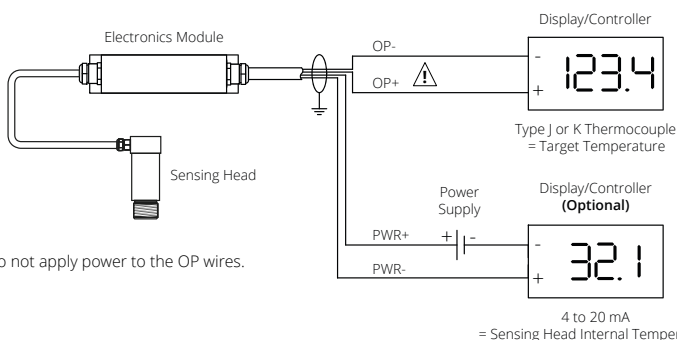 Display/Controller
Electronics Module
OP-
OP+
-
+
123.4
Type J or K Thermocouple
= Target Temperature
Sensing Head
Power
Supply
Display/Controller
(Optional)
PWR+
+
-
-
+
32.1
PWR-
o not apply power to the OP wires.
4 to 20 mA
= Sensing Head Internal Temper